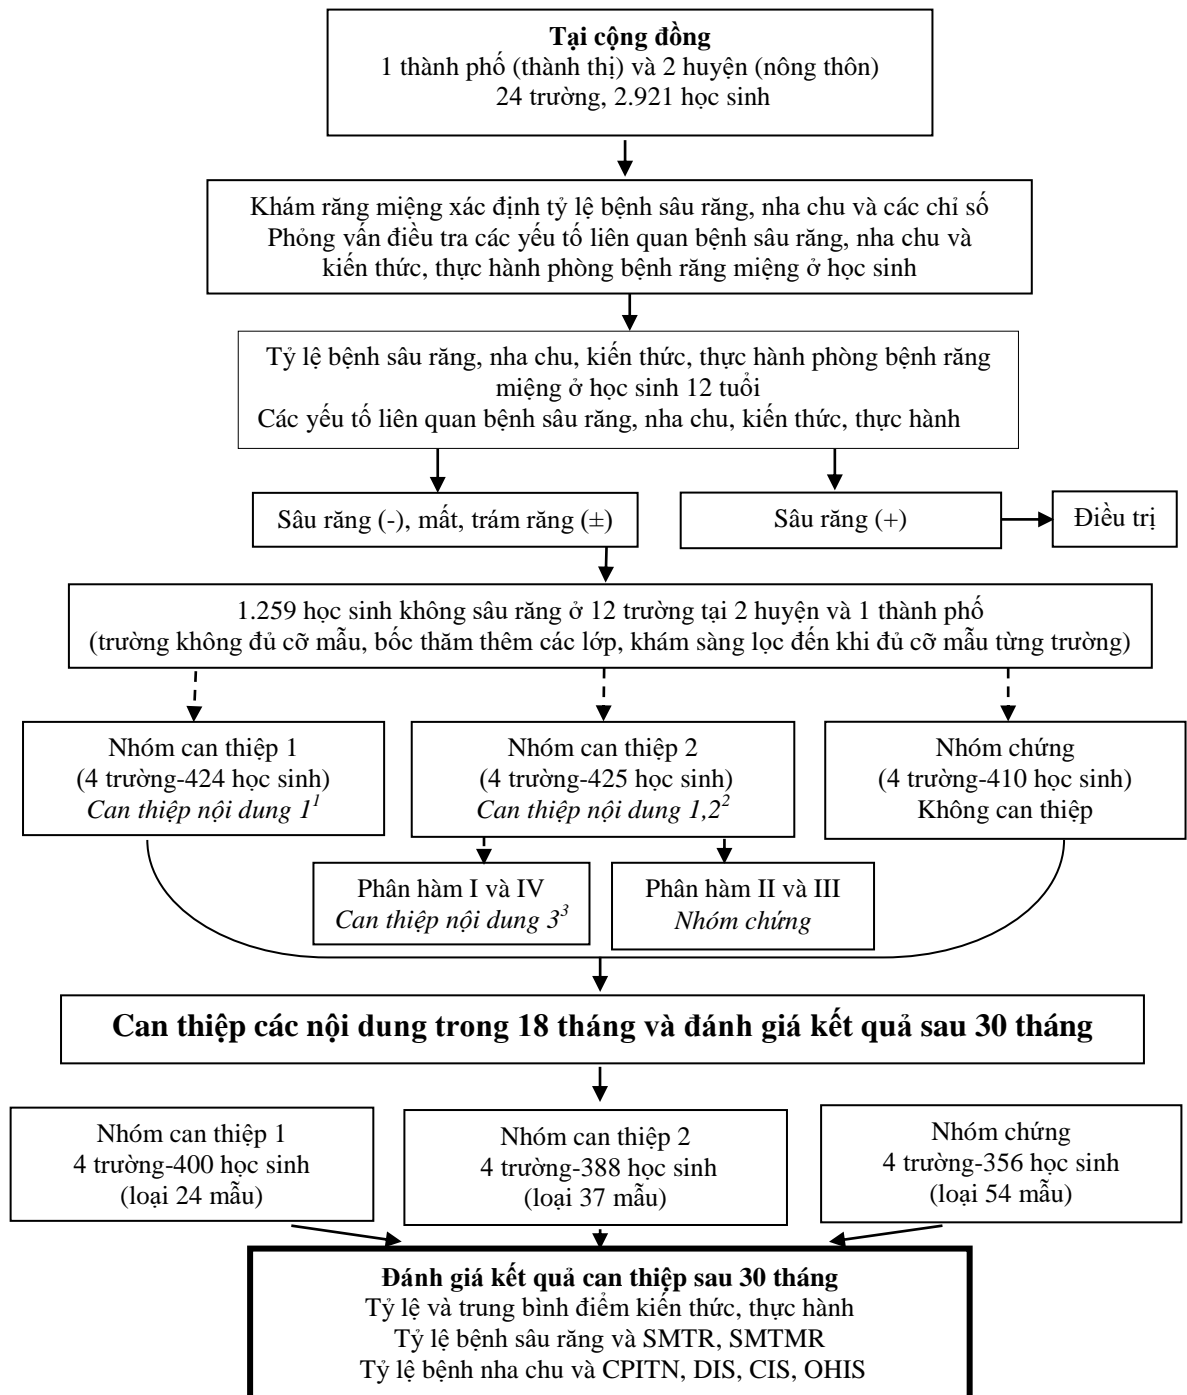 Tại cộng đồng
1 thành phố (thành thị) và 2 huyện (nông thôn)
24 trường, 2.921 học sinh
Khám răng miệng xác định tỷ lệ bệnh sâu răng, nha chu và các chỉ số
Phỏng vấn điều tra các yếu tố liên quan bệnh sâu răng, nha chu và
kiến thức, thực hành phòng bệnh răng miệng ở học sinh
Tỷ lệ bệnh sâu răng, nha chu, kiến thức, thực hành phòng bệnh răng
miệng ở học sinh 12 tuổi
Các yếu tố liên quan bệnh sâu răng, nha chu, kiến thức, thực hành
Sâu răng (-), mất, trám răng (±)
Sâu răng (+)
Điều trị
1.259 học sinh không sâu răng ở 12 trường tại 2 huyện và 1 thành phố
(trường không đủ cỡ mẫu, bốc thăm thêm các lớp, khám sàng lọc đến khi đủ cỡ mẫu từng trường)
Nhóm can thiệp 1
(4 trường-424 học sinh)
Can thiệp nội dung 1¹
Nhóm can thiệp 2
(4 trường-425 học sinh)
Can thiệp nội dung 1,2²
Nhóm chứng
(4 trường-410 học sinh)
Không can thiệp
Phân hàm I và IV
Can thiệp nội dung 3³
Phân hàm II và III
Nhóm chứng
Can thiệp các nội dung trong 18 tháng và đánh giá kết quả sau 30 tháng
Nhóm can thiệp 1
4 trường-400 học sinh
(loại 24 mẫu)
Nhóm can thiệp 2
4 trường-388 học sinh
(loại 37 mẫu)
Nhóm chứng
4 trường-356 học sinh
(loại 54 mẫu)
Đánh giá kết quả can thiệp sau 30 tháng
Tỷ lệ và trung bình điểm kiến thức, thực hành
Tỷ lệ bệnh sâu răng và SMTR, SMTMR
Tỷ lệ bệnh nha chu và CPITN, DIS, CIS, OHIS